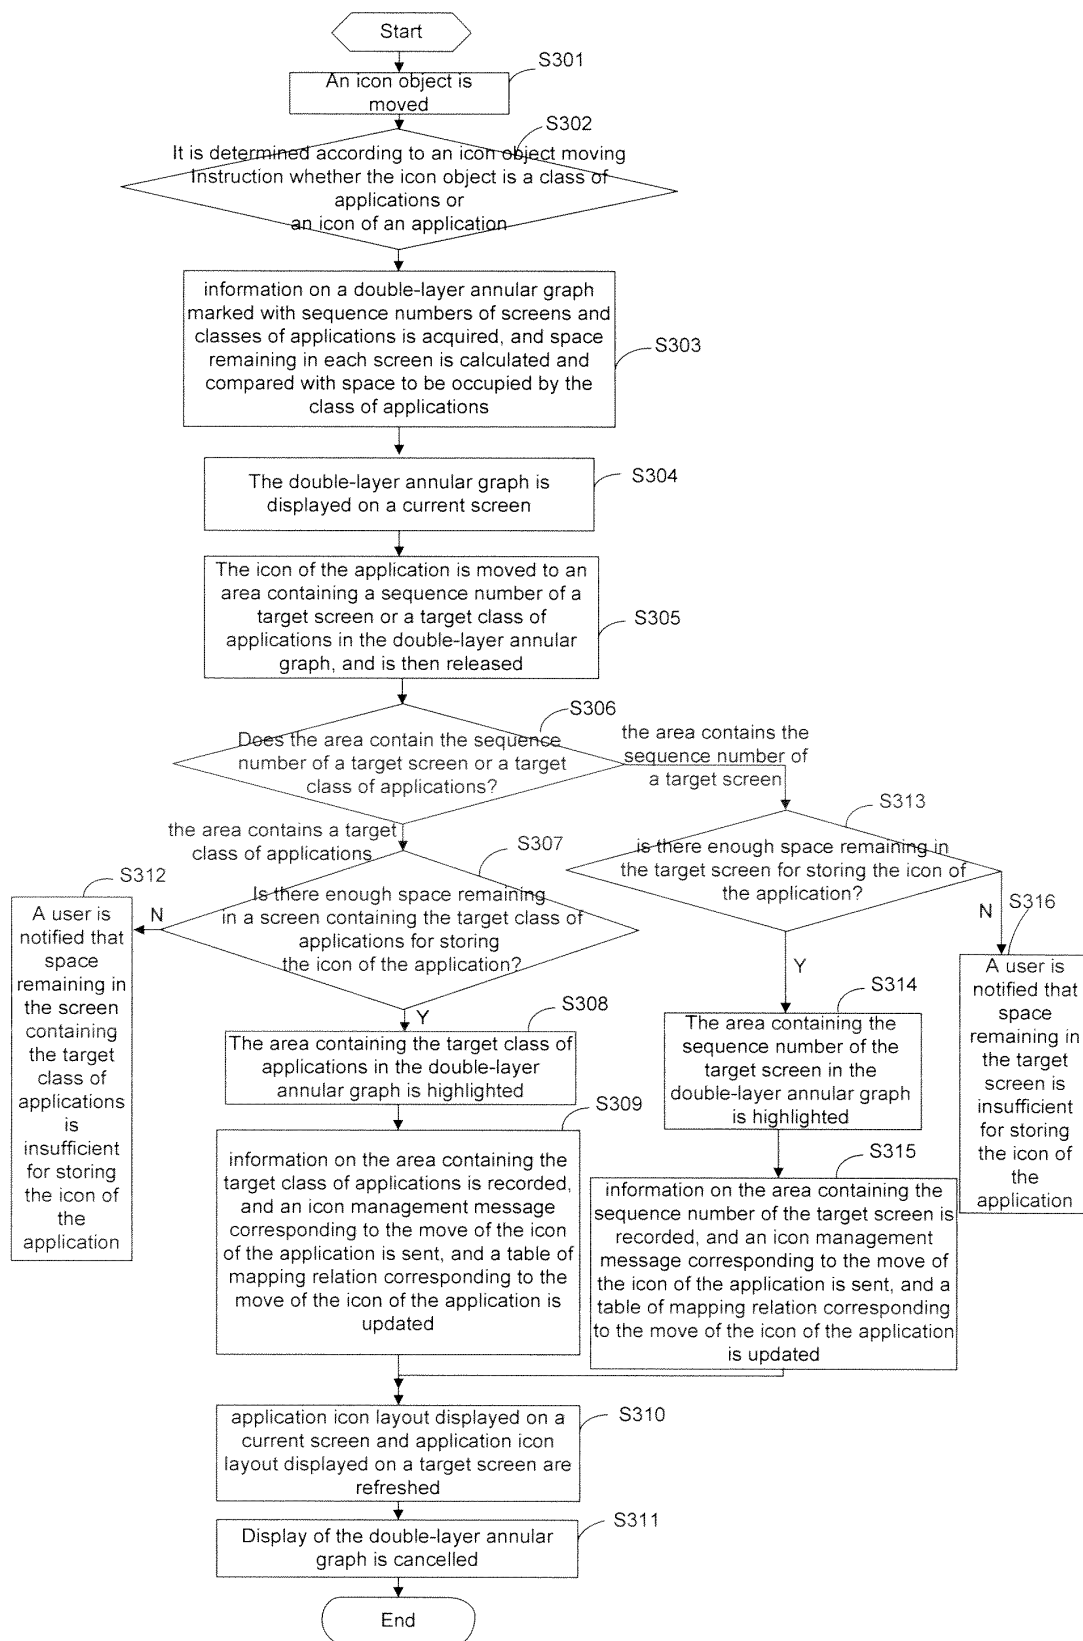 Start
S301
An icon object is
moved
S302
It is determined according to an icon object moving
Instruction whether the icon object is a class of
applications or
an icon of an application
information on a double-layer annular graph
marked with sequence numbers of screens and
classes of applications is acquired, and space
remaining in each screen is calculated and
compared with space to be occupied by the
class of applications
S303
The double-layer annular graph is
displayed on a current screen
S304
The icon of the application is moved to an
area containing a sequence number of a
target screen or a target class of
applications in the double-layer annular
graph, and is then released
S305
S306
Does the area contain the sequence
number of a target screen or a target
class of applications?
the area contains the
sequence number of
a target screen
the area contains a target
class of applications
S307
Is there enough space remaining
in a screen containing the target class of
applications for storing
the icon of the application?
S313
is there enough space remaining in
the target screen for storing the icon of
the application?
S312
N
A user is
notified that
space
remaining in
the screen
containing
the target
class of
applications
is
insufficient
for storing
the icon of
the
application
Y
S308
The area containing the target class of
applications in the double-layer
annular graph is highlighted
S309
information on the area containing the
target class of applications is recorded,
and an icon management message
corresponding to the move of the icon
of the application is sent, and a table of
mapping relation corresponding to the
move of the icon of the application is
updated
Y
S314
The area containing the
sequence number of the
target screen in the
double-layer annular graph
is highlighted
S315
information on the area containing the
sequence number of the target screen is
recorded, and an icon management
message corresponding to the move of
the icon of the application is sent, and a
table of mapping relation corresponding
to the move of the icon of the application
is updated
N
S316
A user is
notified that
space
remaining in
the target
screen is
insufficient
for storing
the icon of
the
application
application icon layout displayed on a
current screen and application icon
layout displayed on a target screen are
refreshed
S310
Display of the double-layer annular
graph is cancelled
S311
End